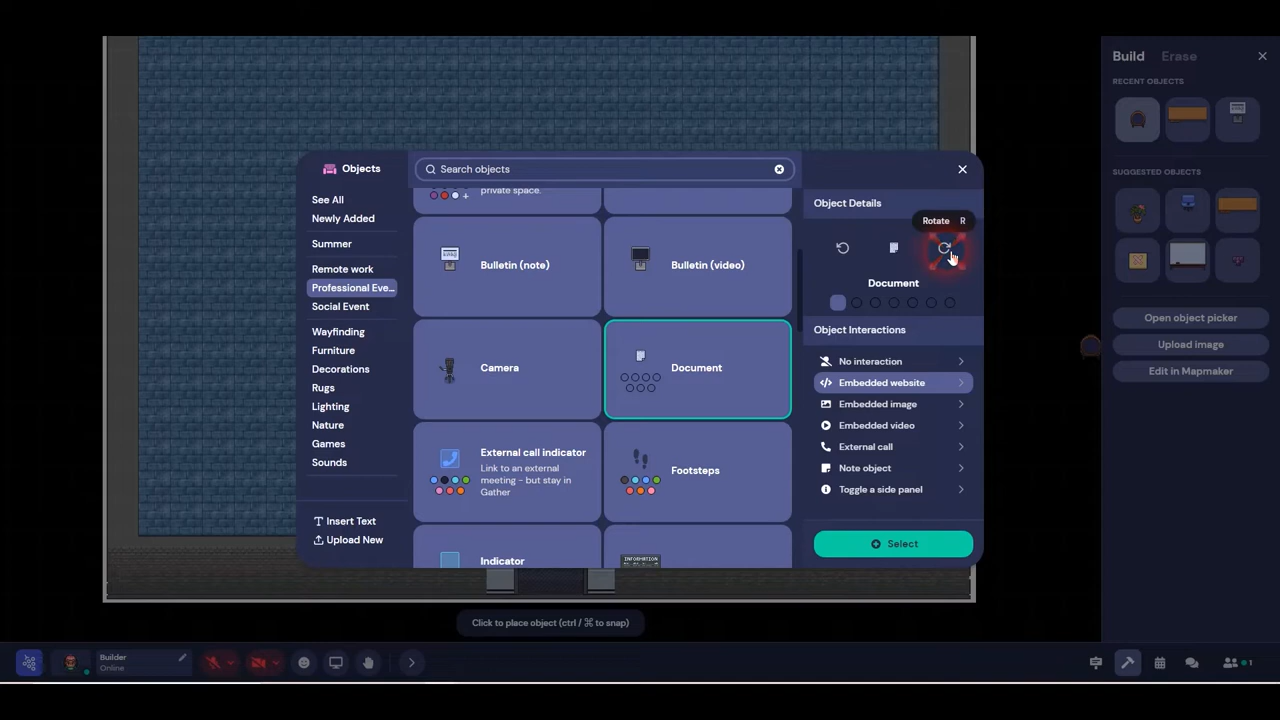 Build Erase
RECENT OBJECTS
SUGGESTED OBJECTS
Open object picker
Upload image
Edit in Mapmaker
Objects
See All
Newly Added
Summer
Remote work
Professional Eve...
Social Event
Wayfinding
Furniture
Decorations
Rugs
Lighting
Nature
Games
Sounds
Insert Text
Upload New
Search objects
private space.
Bulletin (note)
Bulletin (video)
Camera
Document
External call indicator
Link to an external
meeting - but stay in
Gather
Footsteps
Indicator
INFORMATION
Object Details
Rotate R
Document
Object Interactions
No interaction
Embedded website
Embedded image
Embedded video
External call
Note object
Toggle a side panel
Select
Click to place object (ctrl / ⌘ to snap)
Builder
Online
1